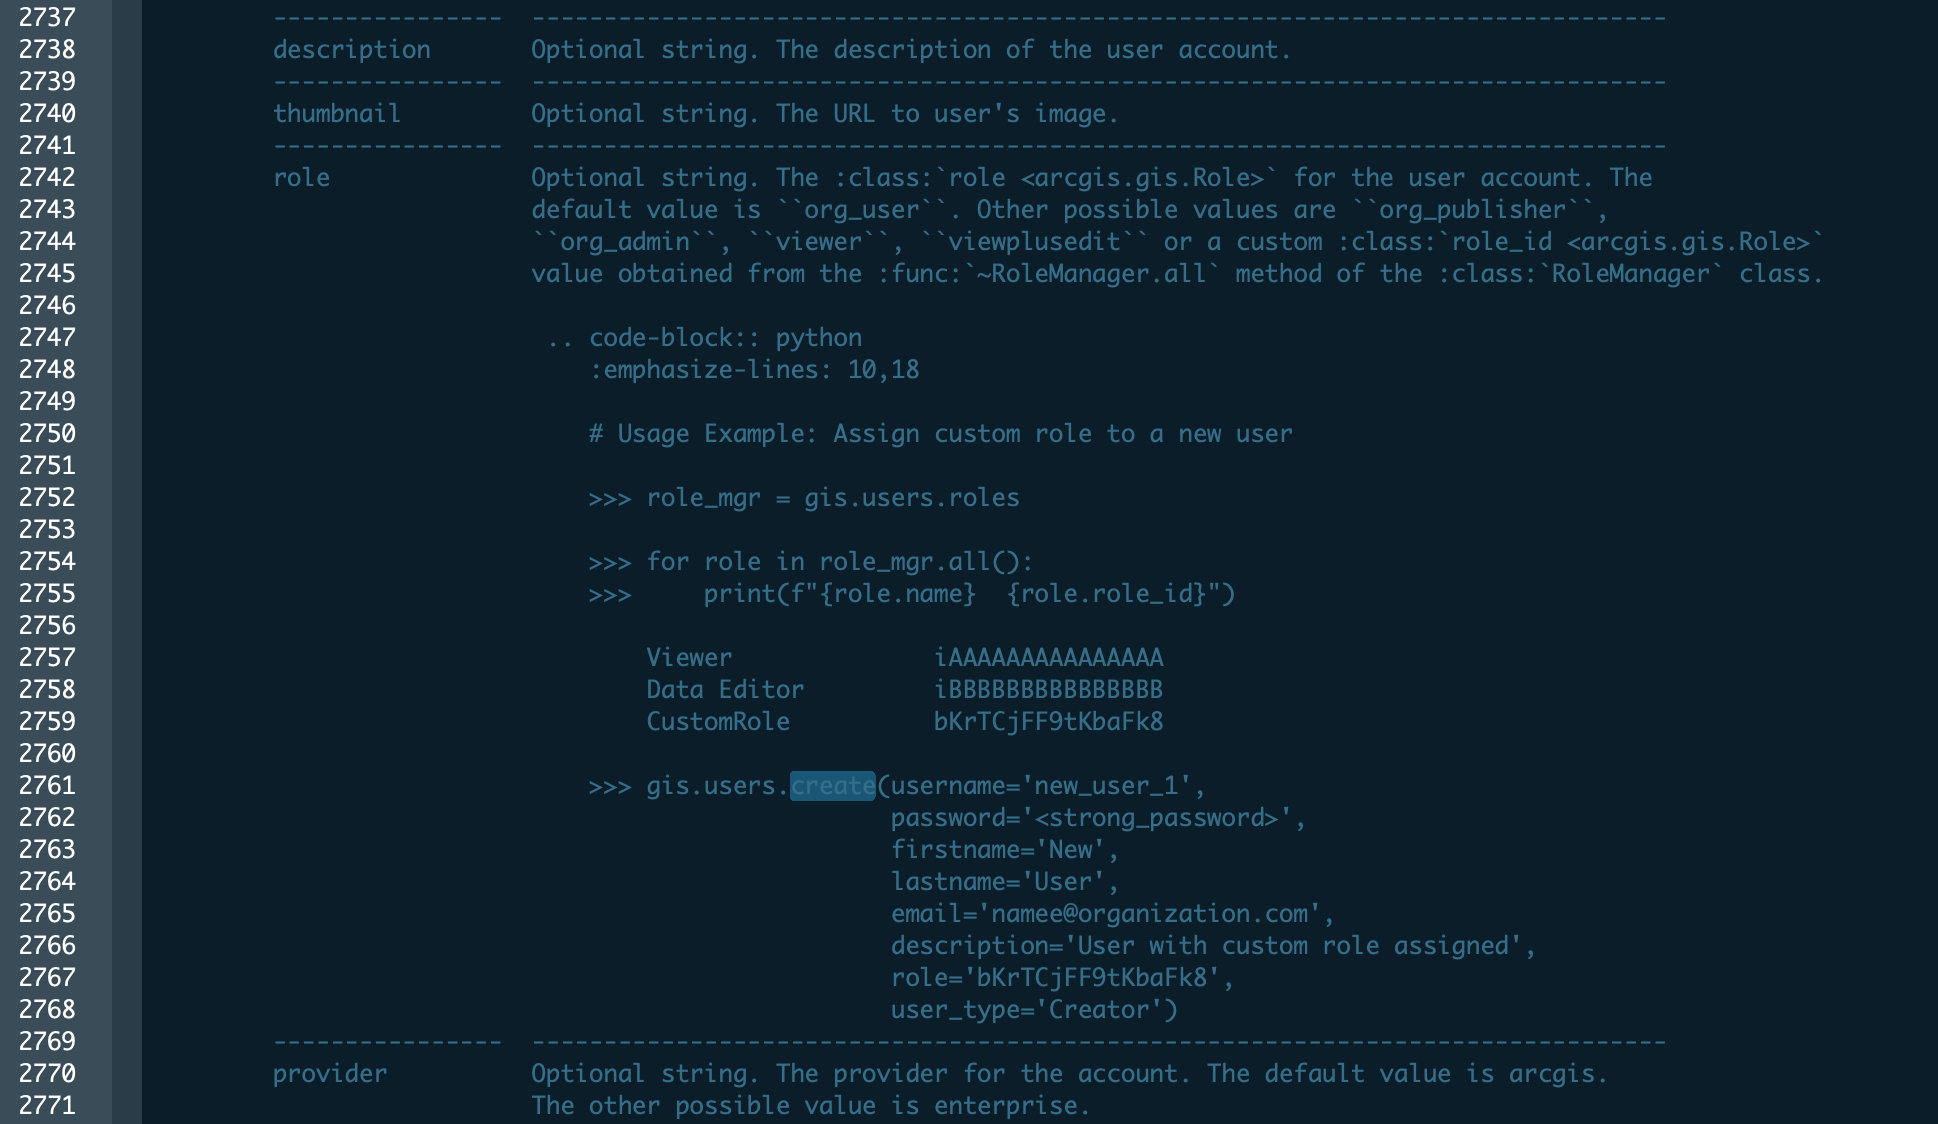 2737 ---------------- -------------------------------------------------------------------------------
2738 description Optional string. The description of the user account.
2739 ---------------- -------------------------------------------------------------------------------
2740 thumbnail Optional string. The URL to user's image.
2741 ---------------- -------------------------------------------------------------------------------
2742 role Optional string. The :class:`role <arcgis.gis.Role>` for the user account. The
2743 default value is ``org_user``. Other possible values are ``org_publisher``,
2744 ``org_admin``, ``viewer``, ``viewplusedit`` or a custom :class:`role_id <arcgis.gis.Role>`
2745 value obtained from the :func:`~RoleManager.all` method of the :class:`RoleManager` class.
2746
2747 .. code-block:: python
2748 :emphasize-lines: 10,18
2749
2750 # Usage Example: Assign custom role to a new user
2751
2752 >>> role_mgr = gis.users.roles
2753
2754 >>> for role in role_mgr.all():
2755 >>>     print(f"{role.name}  {role.role_id}")
2756
2757 Viewer iAAAAAAAAAAAAAAA
2758 Data Editor iBBBBBBBBBBBBBBB
2759 CustomRole bKrTCjFF9tKbaFk8
2760
2761 >>> gis.users.create(username='new_user_1',
2762 password='<strong_password>',
2763 firstname='New',
2764 lastname='User',
2765 email='namee@organization.com',
2766 description='User with custom role assigned',
2767 role='bKrTCjFF9tKbaFk8',
2768 user_type='Creator')
2769 ---------------- -------------------------------------------------------------------------------
2770 provider Optional string. The provider for the account. The default value is arcgis.
2771 The other possible value is enterprise.